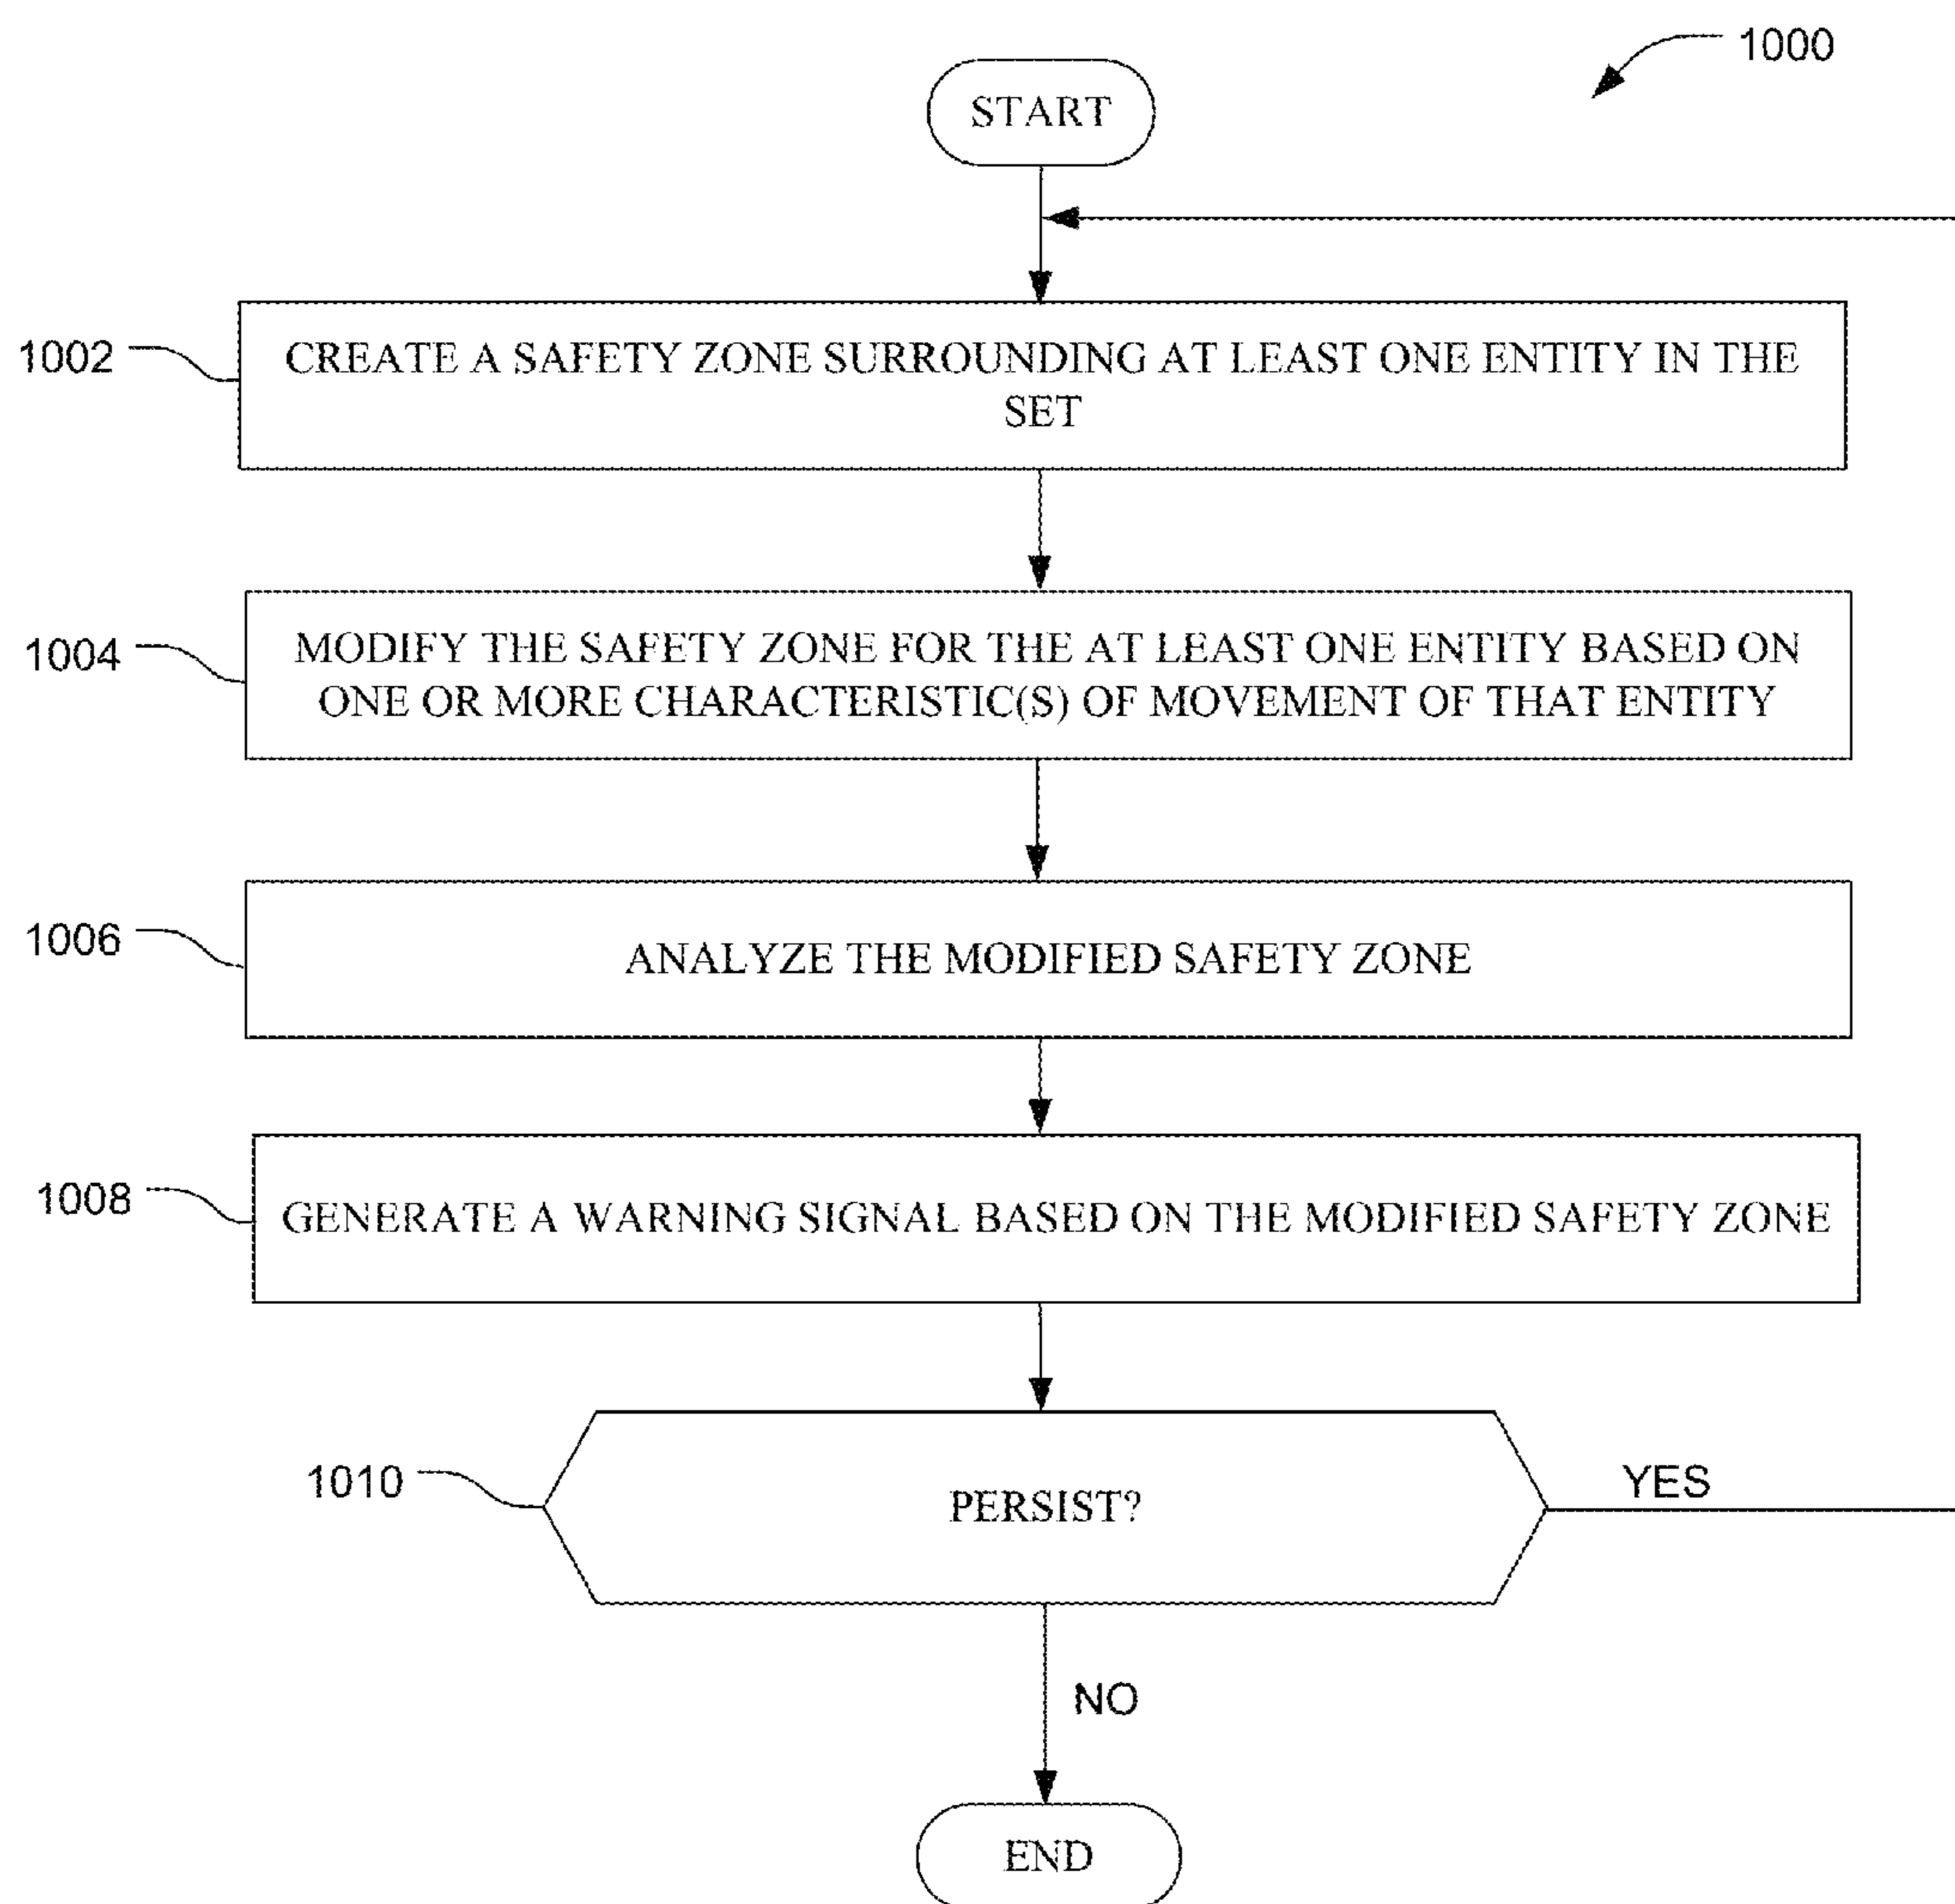 1000
START
1002
CREATE A SAFETY ZONE SURROUNDING AT LEAST ONE ENTITY IN THE
SET
1004
MODIFY THE SAFETY ZONE FOR THE AT LEAST ONE ENTITY BASED ON
ONE OR MORE CHARACTERISTIC(S) OF MOVEMENT OF THAT ENTITY
1006
ANALYZE THE MODIFIED SAFETY ZONE
1008
GENERATE A WARNING SIGNAL BASED ON THE MODIFIED SAFETY ZONE
1010
PERSIST?
YES
NO
END